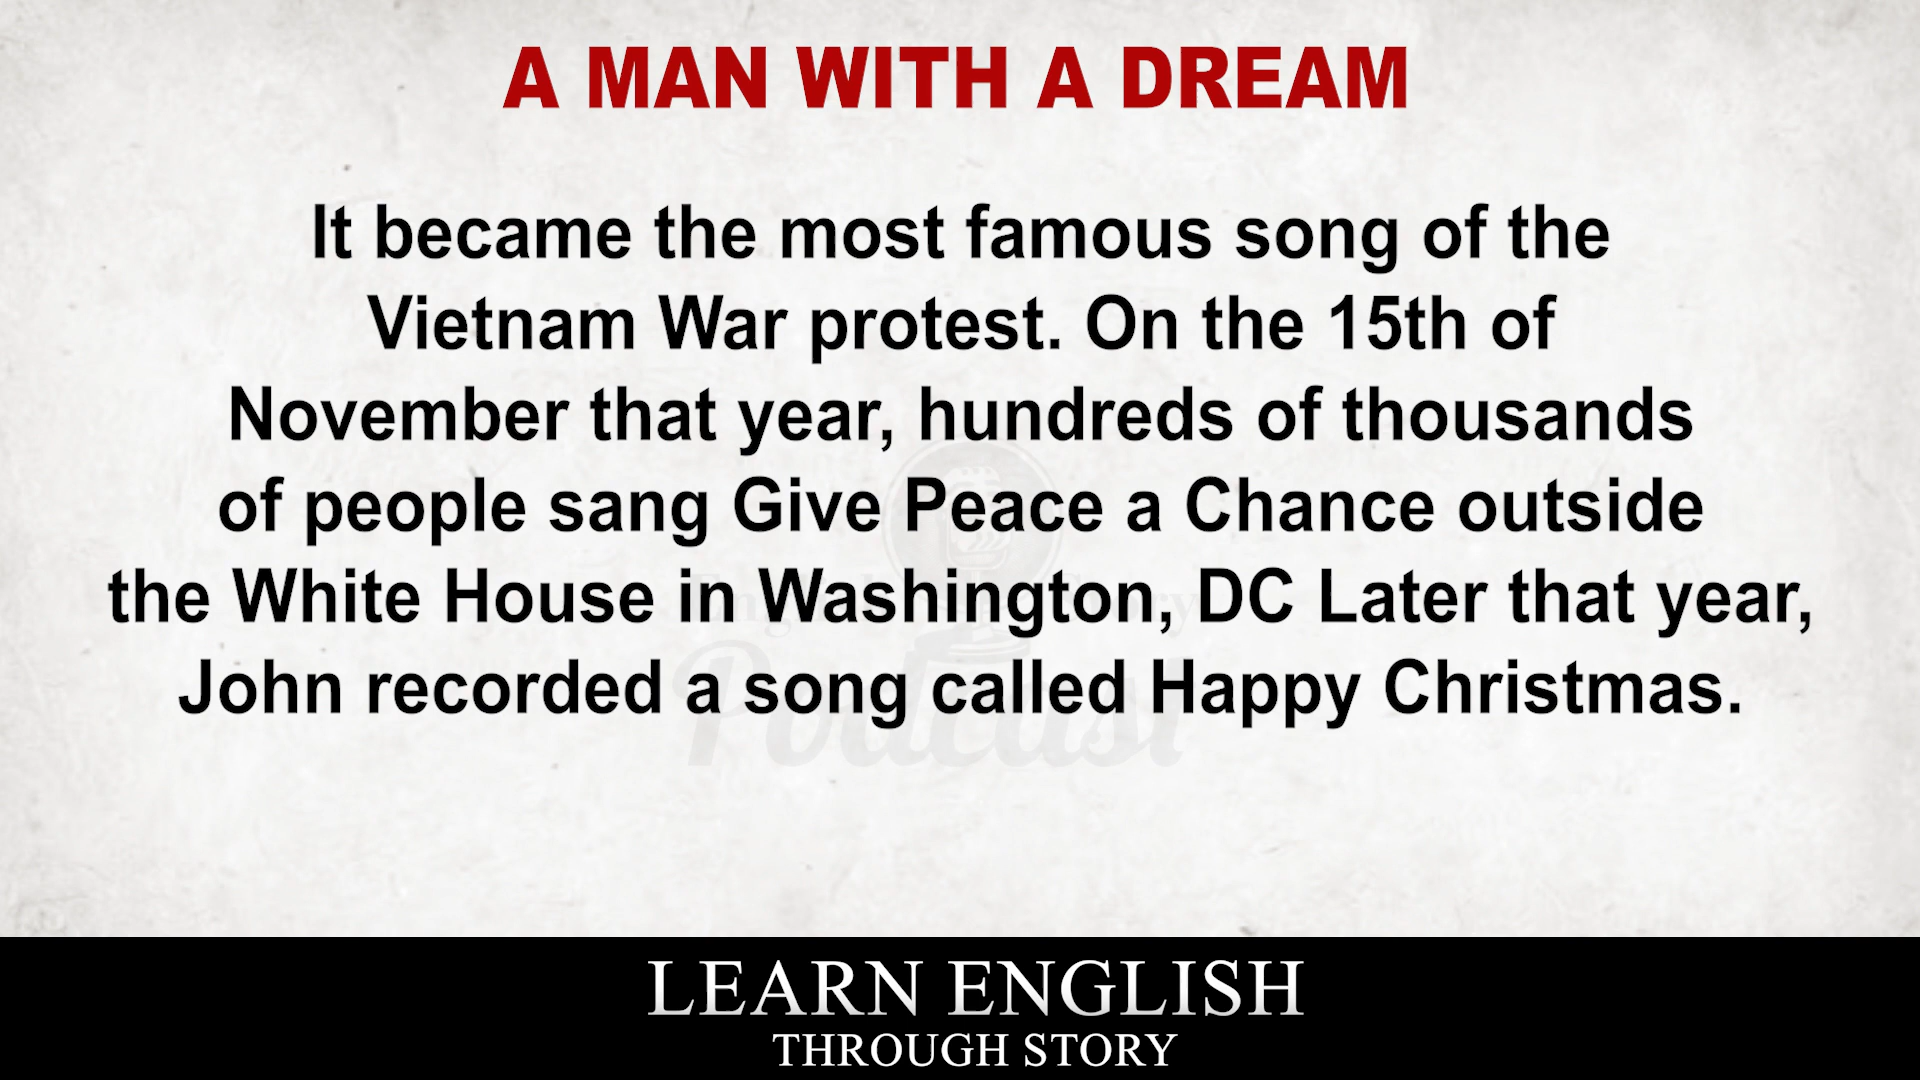 A MAN WITH A DREAM
It became the most famous song of the
Vietnam War protest. On the 15th of
November that year, hundreds of thousands
of people sang Give Peace a Chance outside
the White House in Washington, DC Later that year,
John recorded a song called Happy Christmas.
Podcast
LEARN ENGLISH
THROUGH STORY